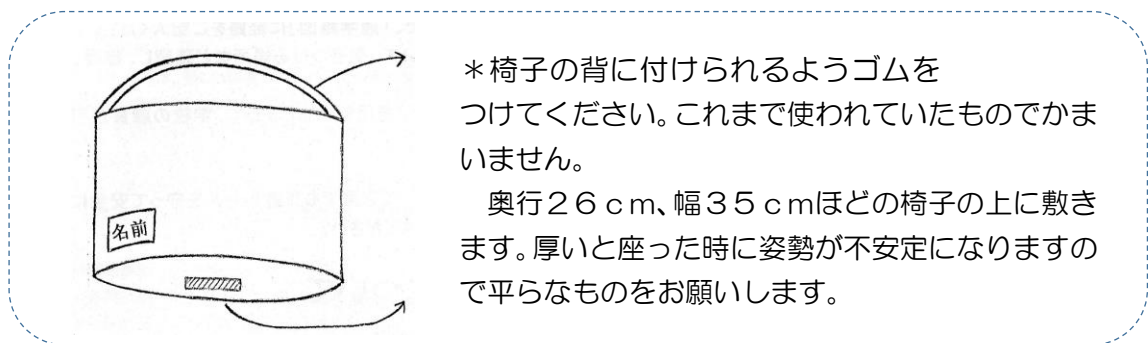 ＊椅子の背に付けられるようゴムを
つけてください。これまで使われていたものでかま
いません。
　奥行２６ｃｍ、幅３５ｃｍほどの椅子の上に敷き
ます。厚いと座った時に姿勢が不安定になりますの
で平らなものをお願いします。
名前